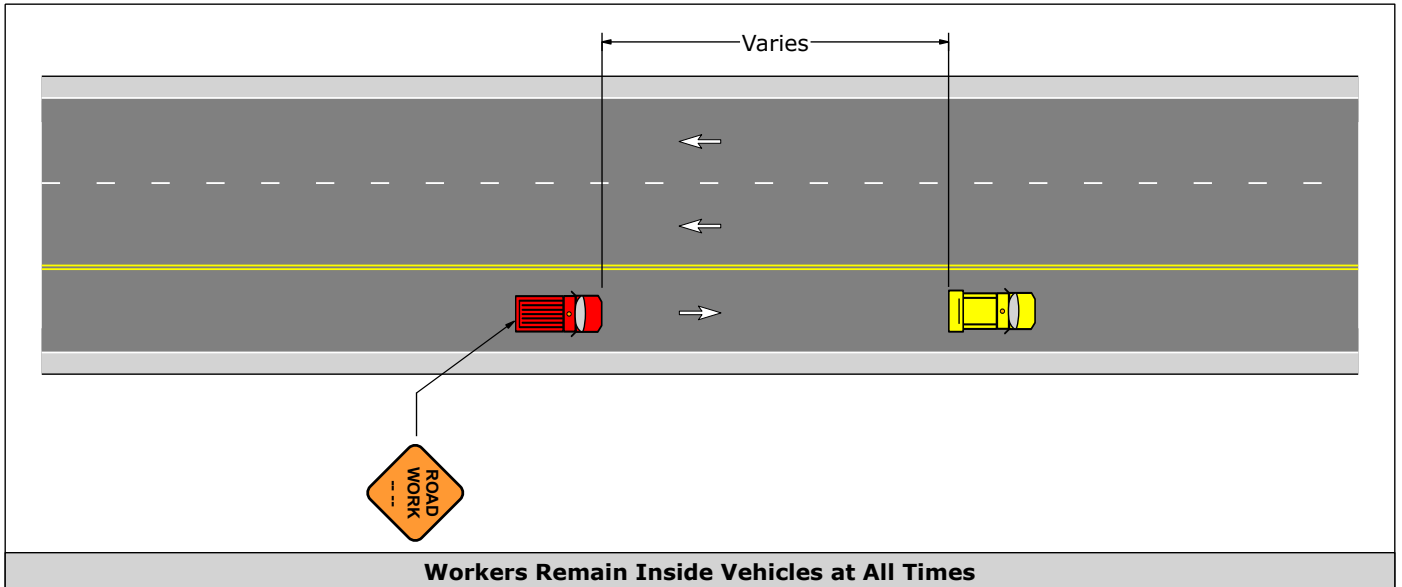 Varies
ROAD
WORK
-- --
Workers Remain Inside Vehicles at All Times